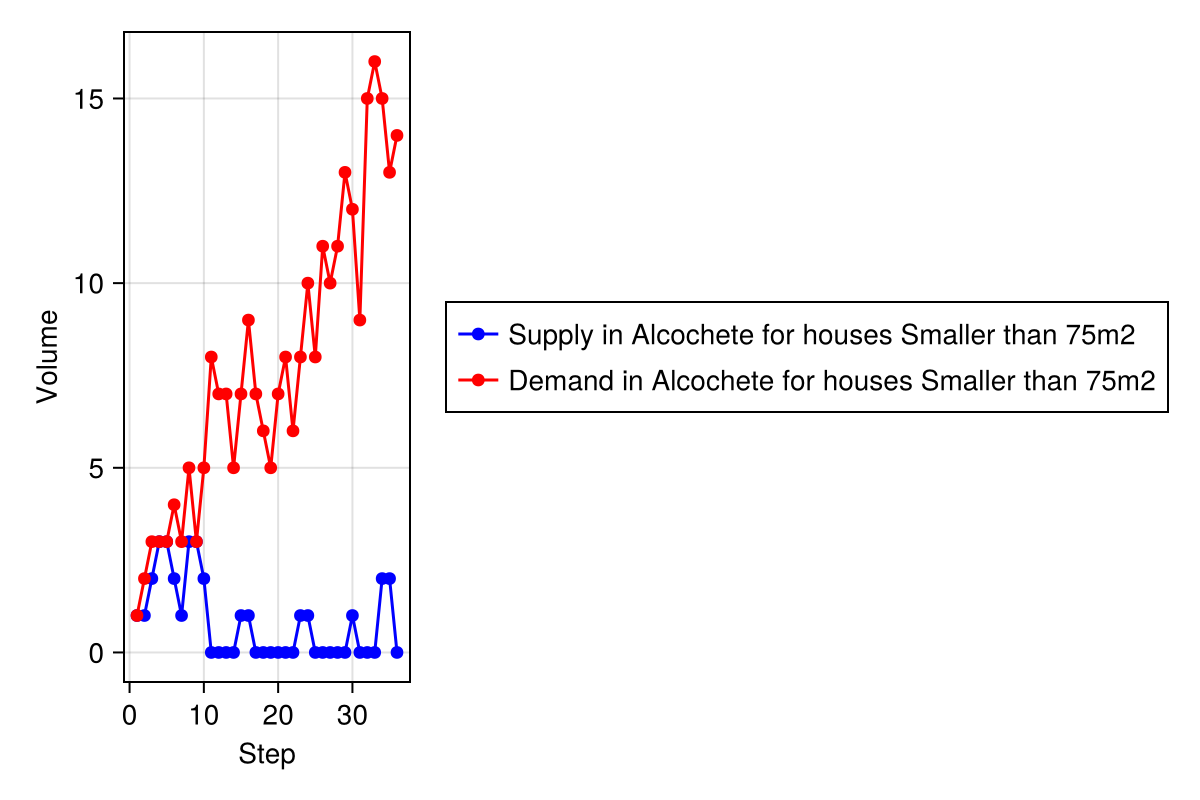 Volume
15
10
5
0
0 10 20 30
Step
Supply in Alcochete for houses Smaller than 75m2
Demand in Alcochete for houses Smaller than 75m2